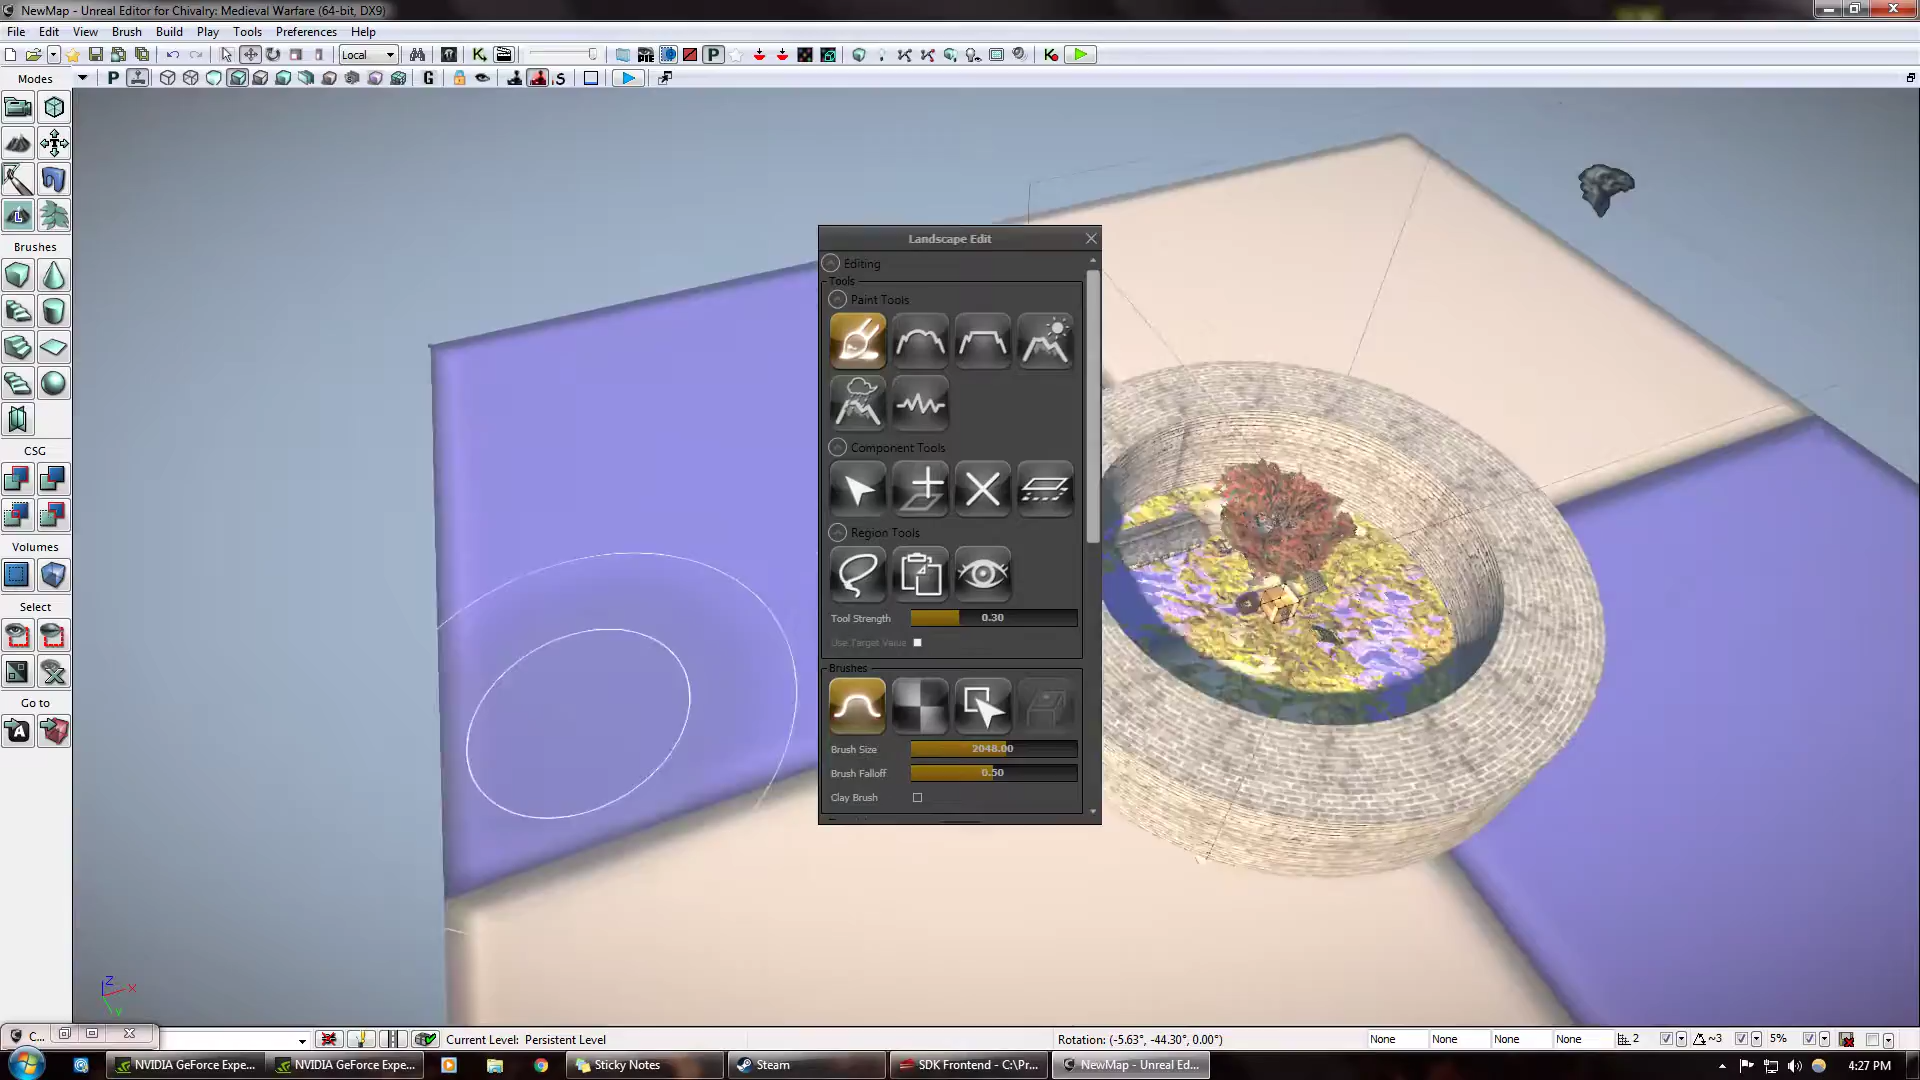 NewMap - Unreal Editor for Chivalry: Medieval Warfare (64-bit, DX9)
File Edit View Brush Build Play Tools Preferences Help
Local
Modes
P
G
S
Landscape Edit
Editing
Tools
Paint Tools
Component Tools
Region Tools
Tool Strength 0.30
Use Target Value
Brushes
Brush Size 2048.00
Brush Falloff 0.50
Clay Brush
Brushes
CSG
Volumes
Select
Go to
Z
X
Y
C...
Current Level: Persistent Level
Rotation: (-5.63°, -44.30°, 0.00°)
None None None None
2
~3
5%
NVIDIA GeForce Expe...
NVIDIA GeForce Expe...
Sticky Notes
Steam
SDK Frontend - C:\Pr...
NewMap - Unreal Ed...
4:27 PM